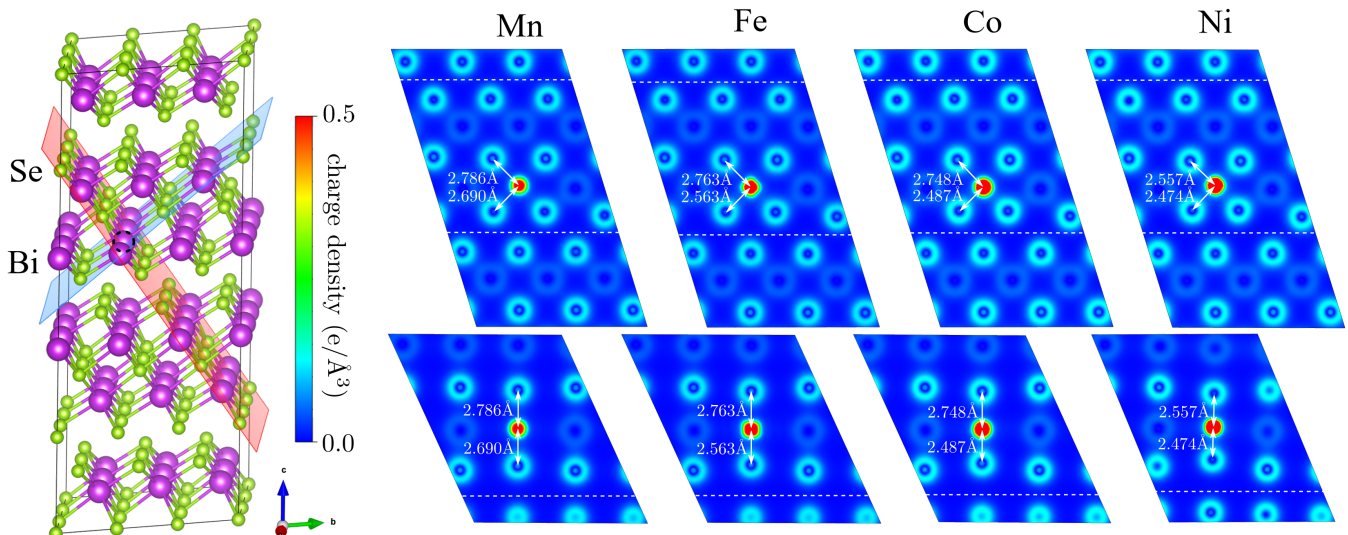 Mn Fe Co Ni
Se
Bi
0.5
charge density (e/Å³)
0.0
c
b
2.786Å
2.690Å
2.763Å
2.563Å
2.748Å
2.487Å
2.557Å
2.474Å
2.786Å
2.690Å
2.763Å
2.563Å
2.748Å
2.487Å
2.557Å
2.474Å